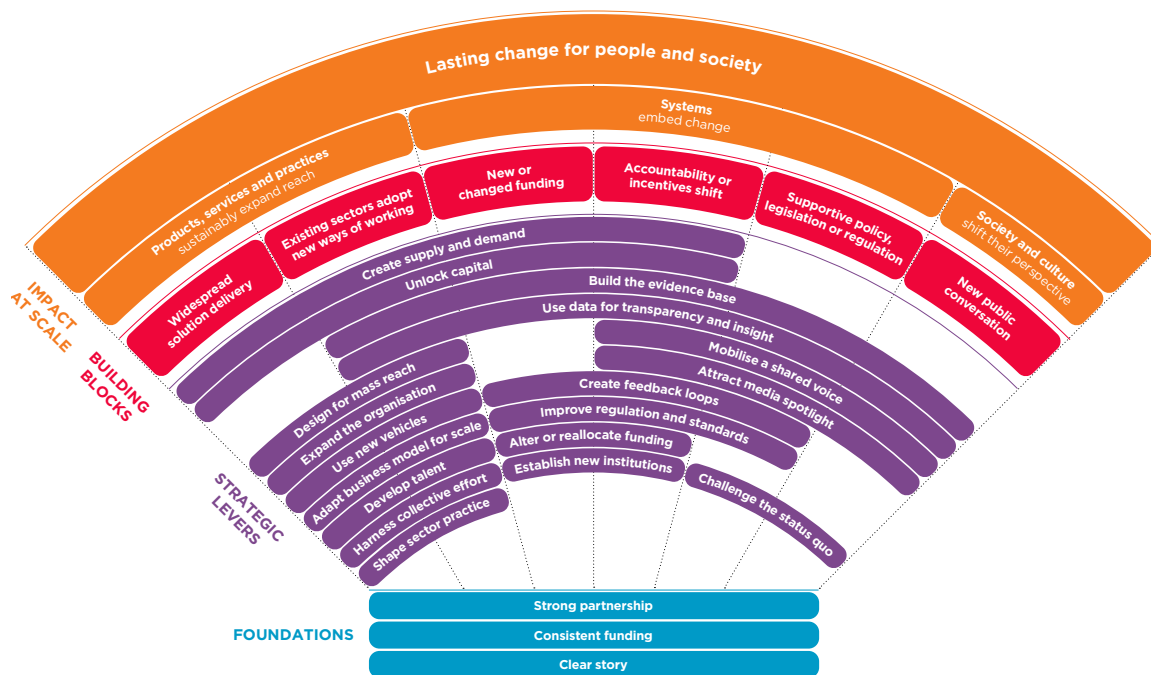 Lasting change for people and society
Products, services and practices
sustainably expand reach
Systems
embed change
Society and culture
shift their perspective
IMPACT
AT SCALE
Widespread
solution delivery
Existing sectors adopt
new ways of working
New or
changed funding
Accountability or
incentives shift
Supportive policy,
legislation or regulation
New public
conversation
BUILDING
BLOCKS
Create supply and demand
Unlock capital
Build the evidence base
Use data for transparency and insight
Mobilise a shared voice
Attract media spotlight
Design for mass reach
Expand the organisation
Use new vehicles
Adapt business model for scale
Develop talent
Harness collective effort
Shape sector practice
Create feedback loops
Improve regulation and standards
Alter or reallocate funding
Establish new institutions
Challenge the status quo
STRATEGIC
LEVERS
FOUNDATIONS
Strong partnership
Consistent funding
Clear story